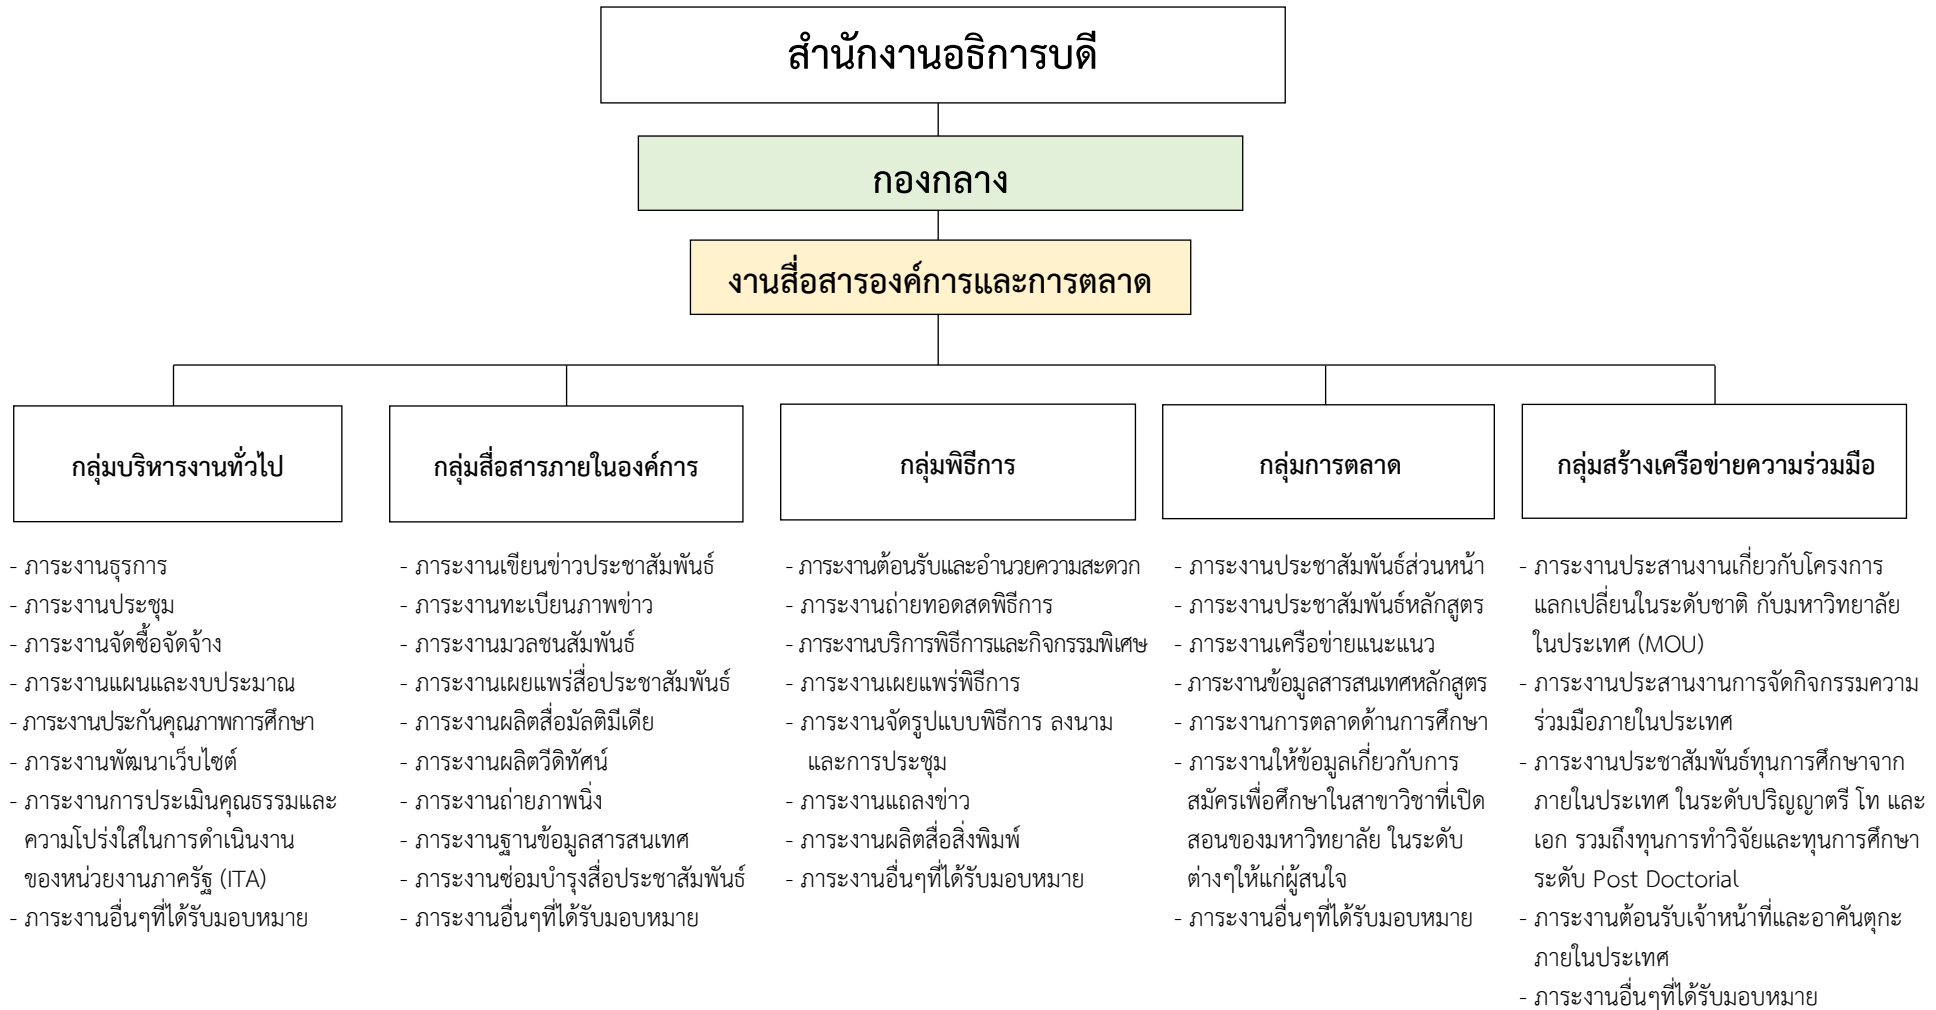 สำนักงานอธิการบดี
กองกลาง
งานสื่อสารองค์การและการตลาด
กลุ่มบริหารงานทั่วไป
- ภาระงานธุรการ
- ภาระงานประชุม
- ภาระงานจัดซื้อจัดจ้าง
- ภาระงานแผนและงบประมาณ
- ภาระงานประกันคุณภาพการศึกษา
- ภาระงานพัฒนาเว็บไซต์
- ภาระงานการประเมินคุณธรรมและ
ความโปร่งใสในการดำเนินงาน
ของหน่วยงานภาครัฐ (ITA)
- ภาระงานอื่นๆที่ได้รับมอบหมาย
กลุ่มสื่อสารภายในองค์การ
- ภาระงานเขียนข่าวประชาสัมพันธ์
- ภาระงานทะเบียนภาพข่าว
- ภาระงานมวลชนสัมพันธ์
- ภาระงานเผยแพร่สื่อประชาสัมพันธ์
- ภาระงานผลิตสื่อมัลติมีเดีย
- ภาระงานผลิตวีดิทัศน์
- ภาระงานถ่ายภาพนิ่ง
- ภาระงานฐานข้อมูลสารสนเทศ
- ภาระงานซ่อมบำรุงสื่อประชาสัมพันธ์
- ภาระงานอื่นๆที่ได้รับมอบหมาย
กลุ่มพิธีการ
- ภาระงานต้อนรับและอำนวยความสะดวก
- ภาระงานถ่ายทอดสดพิธีการ
- ภาระงานบริการพิธีการและกิจกรรมพิเศษ
- ภาระงานเผยแพร่พิธีการ
- ภาระงานจัดรูปแบบพิธีการ ลงนาม
และการประชุม
- ภาระงานแถลงข่าว
- ภาระงานผลิตสื่อสิ่งพิมพ์
- ภาระงานอื่นๆที่ได้รับมอบหมาย
กลุ่มการตลาด
- ภาระงานประชาสัมพันธ์ส่วนหน้า
- ภาระงานประชาสัมพันธ์หลักสูตร
- ภาระงานเครือข่ายแนะแนว
- ภาระงานข้อมูลสารสนเทศหลักสูตร
- ภาระงานการตลาดด้านการศึกษา
- ภาระงานให้ข้อมูลเกี่ยวกับการ
สมัครเพื่อศึกษาในสาขาวิชาที่เปิด
สอนของมหาวิทยาลัย ในระดับ
ต่างๆให้แก่ผู้สนใจ
- ภาระงานอื่นๆที่ได้รับมอบหมาย
กลุ่มสร้างเครือข่ายความร่วมมือ
- ภาระงานประสานงานเกี่ยวกับโครงการ
แลกเปลี่ยนในระดับชาติ กับมหาวิทยาลัย
ในประเทศ (MOU)
- ภาระงานประสานงานการจัดกิจกรรมความ
ร่วมมือภายในประเทศ
- ภาระงานประชาสัมพันธ์ทุนการศึกษาจาก
ภายในประเทศ ในระดับปริญญาตรี โท และ
เอก รวมถึงทุนการทำวิจัยและทุนการศึกษา
ระดับ Post Doctorial
- ภาระงานต้อนรับเจ้าหน้าที่และอาคันตุกะ
ภายในประเทศ
- ภาระงานอื่นๆที่ได้รับมอบหมาย